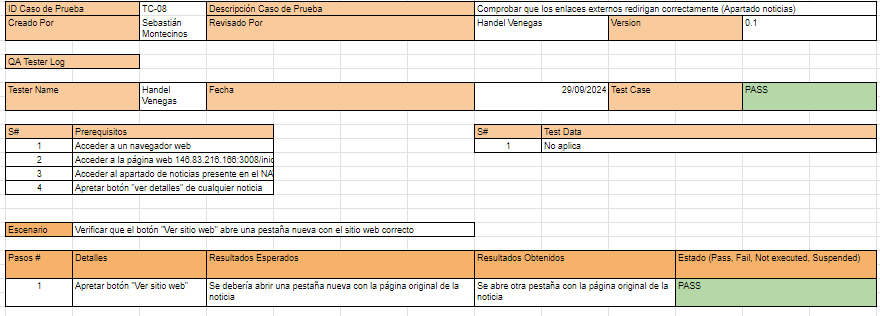 ID Caso de Prueba TC-08 Descripción Caso de Prueba Comprobar que los enlaces externos redirigan correctamente (Apartado noticias)
Creado Por Sebastián Montecinos Revisado Por Handel Venegas Version 0.1
QA Tester Log
Tester Name Handel Venegas Fecha 29/09/2024 Test Case PASS
S# Prerequisitos S# Test Data
1 Acceder a un navegador web 1 No aplica
2 Acceder a la página web 146.83.216.166:3008/inic
3 Acceder al apartado de noticias presente en el NA
4 Apretar botón "ver detalles" de cualquier noticia
Escenario Verificar que el botón "Ver sitio web" abre una pestaña nueva con el sitio web correcto
Pasos # Detalles Resultados Esperados Resultados Obtenidos Estado (Pass, Fail, Not executed, Suspended)
1 Apretar botón "Ver sitio web" Se debería abrir una pestaña nueva con la página original de la noticia Se abre otra pestaña con la página original de la noticia PASS